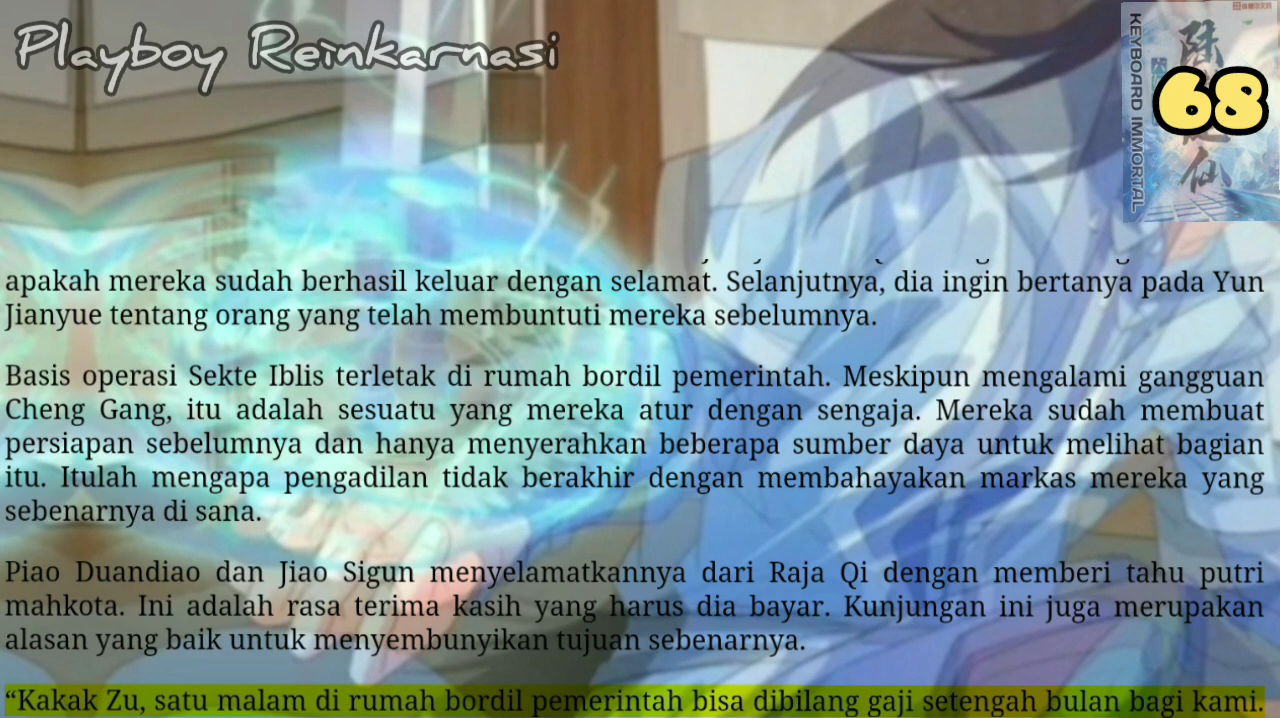 Playboy Reinkarnasi
KEYBOARD IMMORTAL
68
仙
apakah mereka sudah berhasil keluar dengan selamat. Selanjutnya, dia ingin bertanya pada Yun
Jianyue tentang orang yang telah membuntuti mereka sebelumnya.
Basis operasi Sekte Iblis terletak di rumah bordil pemerintah. Meskipun mengalami gangguan
Cheng Gang, itu adalah sesuatu yang mereka atur dengan sengaja. Mereka sudah membuat
persiapan sebelumnya dan hanya menyerahkan beberapa sumber daya untuk melihat bagian
itu. Itulah mengapa pengadilan tidak berakhir dengan membahayakan markas mereka yang
sebenarnya di sana.
Piao Duandiao dan Jiao Sigun menyelamatkannya dari Raja Qi dengan memberi tahu putri
mahkota. Ini adalah rasa terima kasih yang harus dia bayar. Kunjungan ini juga merupakan
alasan yang baik untuk menyembunyikan tujuan sebenarnya.
“Kakak Zu, satu malam di rumah bordil pemerintah bisa dibilang gaji setengah bulan bagi kami.